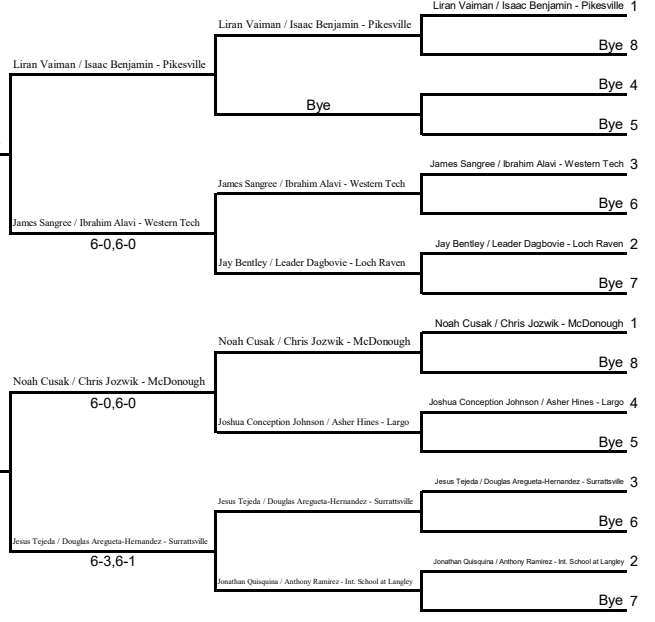 Liran Vaiman / Isaac Benjamin - Pikesville 1
Liran Vaiman / Isaac Benjamin - Pikesville
Bye 8
Liran Vaiman / Isaac Benjamin - Pikesville
Bye 4
Bye
Bye 5
James Sangree / Ibrahim Alavi - Western Tech 3
James Sangree / Ibrahim Alavi - Western Tech
Bye 6
James Sangree / Ibrahim Alavi - Western Tech
6-0,6-0
Jay Bentley / Leader Dagbovie - Loch Raven 2
Jay Bentley / Leader Dagbovie - Loch Raven
Bye 7
Noah Cusak / Chris Jozwik - McDonough 1
Noah Cusak / Chris Jozwik - McDonough
Bye 8
Noah Cusak / Chris Jozwik - McDonough
6-0,6-0
Joshua Conception Johnson / Asher Hines - Largo 4
Joshua Conception Johnson / Asher Hines - Largo
Bye 5
Jesus Tejeda / Douglas Aregueta-Hernandez - Surrattsville 3
Jesus Tejeda / Douglas Aregueta-Hernandez - Surrattsville
Bye 6
Jesus Tejeda / Douglas Aregueta-Hernandez - Surrattsville
6-3,6-1
Jonathan Quisquina / Anthony Ramirez - Int. School at Langley 2
Jonathan Quisquina / Anthony Ramirez - Int. School at Langley
Bye 7